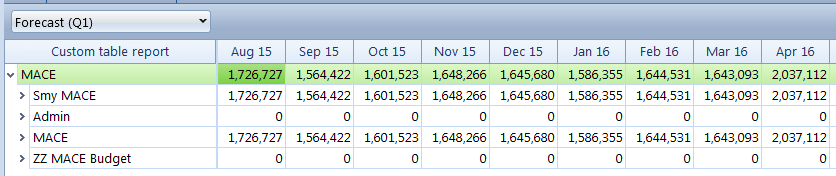 Forecast (Q1)
Custom table report Aug 15 Sep 15 Oct 15 Nov 15 Dec 15 Jan 16 Feb 16 Mar 16 Apr 16
MACE 1,726,727 1,564,422 1,601,523 1,648,266 1,645,680 1,586,355 1,644,531 1,643,093 2,037,112
Smy MACE 1,726,727 1,564,422 1,601,523 1,648,266 1,645,680 1,586,355 1,644,531 1,643,093 2,037,112
Admin 0 0 0 0 0 0 0 0 0
MACE 1,726,727 1,564,422 1,601,523 1,648,266 1,645,680 1,586,355 1,644,531 1,643,093 2,037,112
ZZ MACE Budget 0 0 0 0 0 0 0 0 0